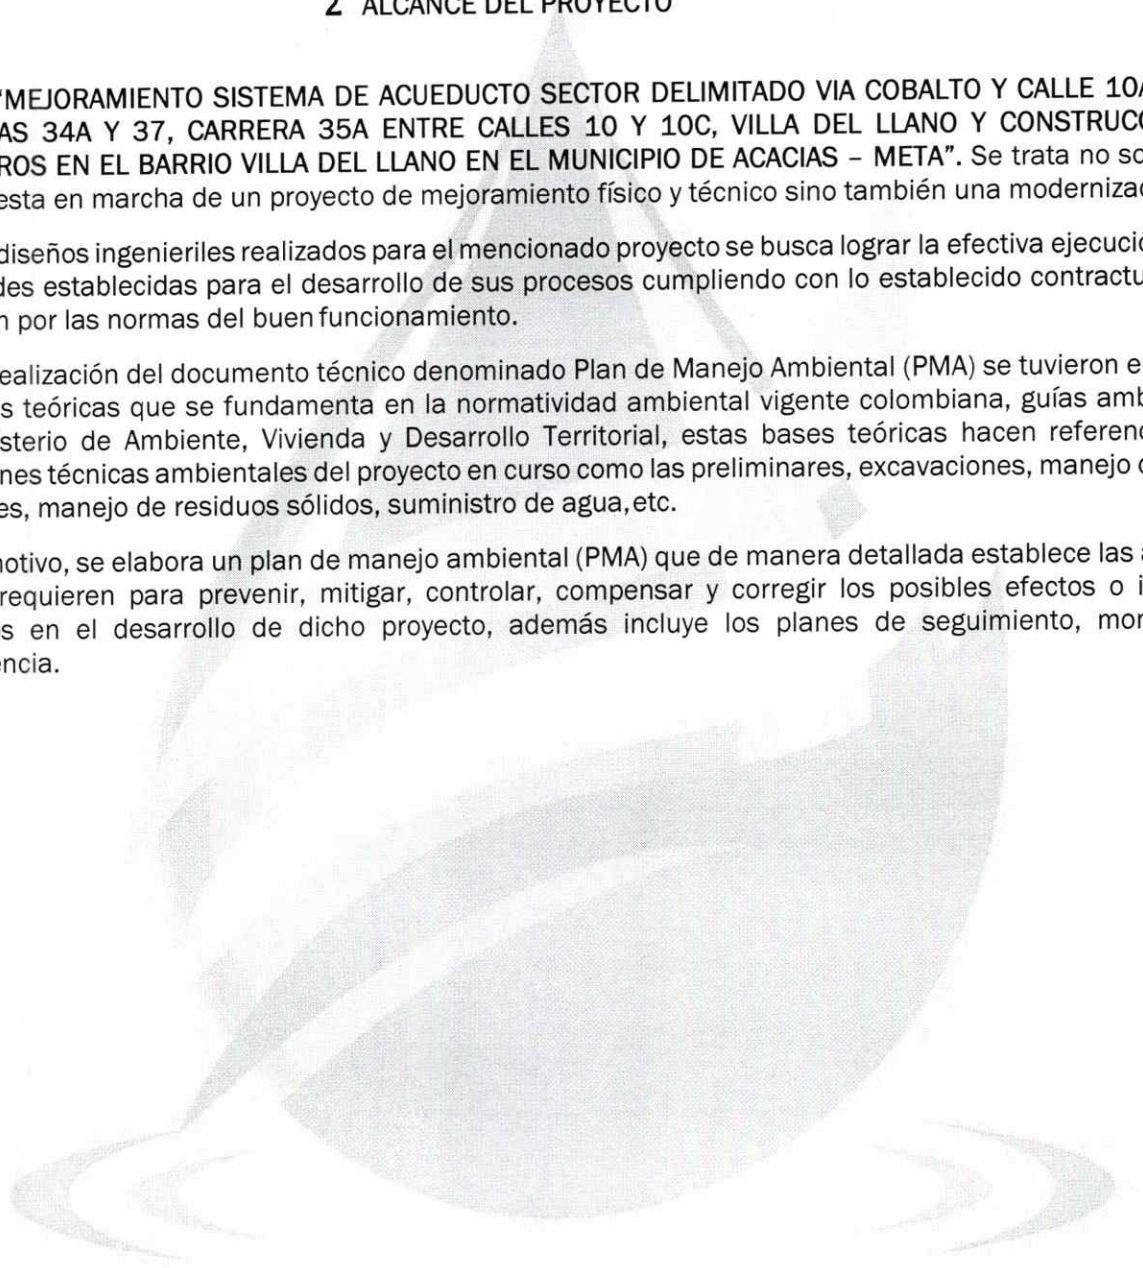 2 ALCANCE DEL PROYECTO
"MEJORAMIENTO SISTEMA DE ACUEDUCTO SECTOR DELIMITADO VIA COBALTO Y CALLE 10A
AS 34A Y 37, CARRERA 35A ENTRE CALLES 10 Y 10C, VILLA DEL LLANO Y CONSTRUCC
ROS EN EL BARRIO VILLA DEL LLANO EN EL MUNICIPIO DE ACACIAS – META". Se trata no so
esta en marcha de un proyecto de mejoramiento físico y técnico sino también una modernizac
diseños ingenieriles realizados para el mencionado proyecto se busca lograr la efectiva ejecució
des establecidas para el desarrollo de sus procesos cumpliendo con lo establecido contractu
n por las normas del buen funcionamiento.
ealización del documento técnico denominado Plan de Manejo Ambiental (PMA) se tuvieron e
s teóricas que se fundamenta en la normatividad ambiental vigente colombiana, guías amb
sterio de Ambiente, Vivienda y Desarrollo Territorial, estas bases teóricas hacen referenc
nes técnicas ambientales del proyecto en curso como las preliminares, excavaciones, manejo
es, manejo de residuos sólidos, suministro de agua, etc.
otivo, se elabora un plan de manejo ambiental (PMA) que de manera detallada establece las
requieren para prevenir, mitigar, controlar, compensar y corregir los posibles efectos o i
s en el desarrollo de dicho proyecto, además incluye los planes de seguimiento, mon
encia.